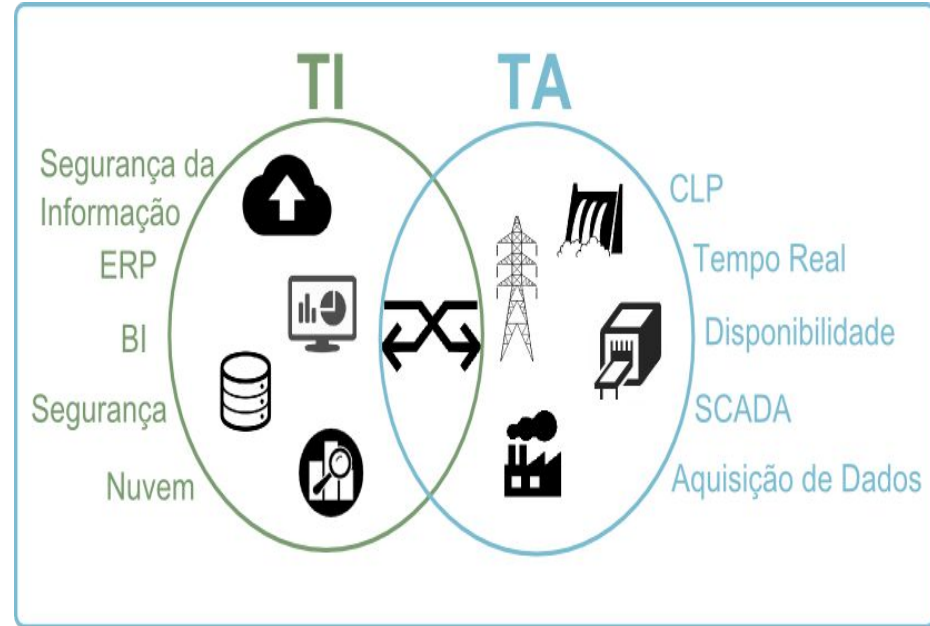 TI
TA
Segurança da
Informação
ERP
BI
Segurança
Nuvem
CLP
Tempo Real
Disponibilidade
SCADA
Aquisição de Dados